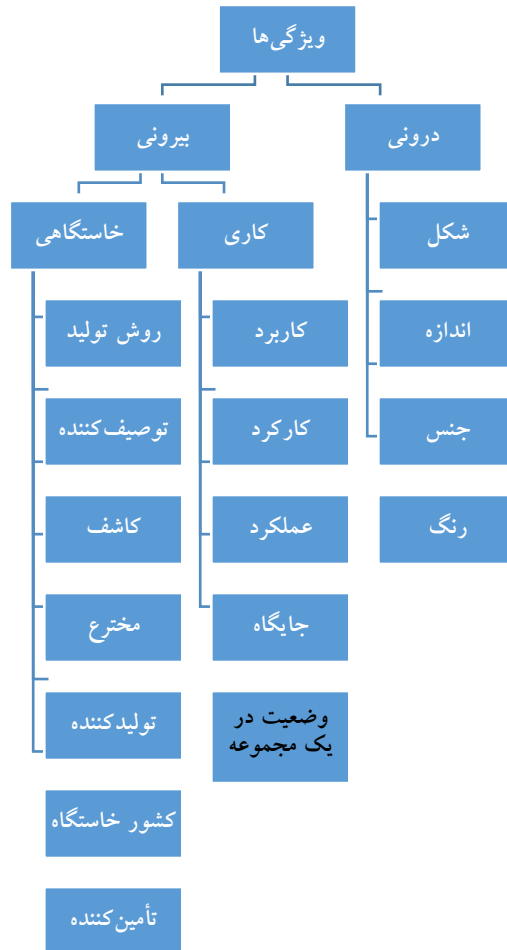 ویژگی‌ها
درونی
بیرونی
کاری
خاستگاهی
شکل
اندازه
جنس
رنگ
کاربرد
کارکرد
عملکرد
جایگاه
وضعیت در
یک مجموعه
روش تولید
توصیف‌کننده
کاشف
مخترع
تولیدکننده
کشور خاستگاه
تأمین‌کننده